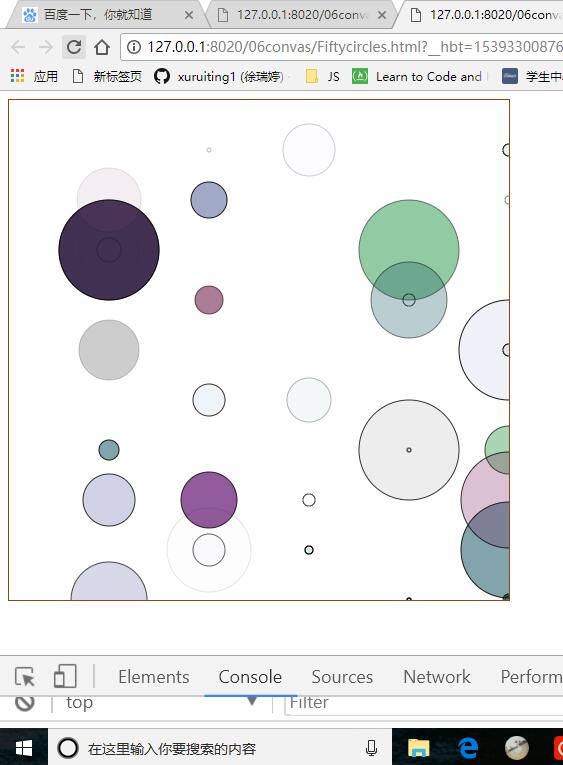 百度一下，你就知道
127.0.0.1:8020/06conva
127.0.0.1:8020/06conva
127.0.0.1:8020/06convas/Fiftycircles.html?__hbt=15393300876
应用 新标签页 xuruiting1 (徐瑞婷) · JS Learn to Code and 学生中
Elements Console Sources Network Perform
top Filter
在这里输入你要搜索的内容